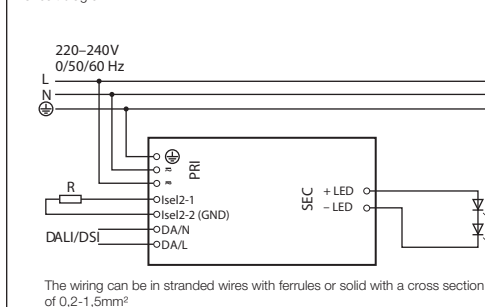 220–240V
0/50/60 Hz
L
N
PRI
R
Isel2-1
Isel2-2 (GND)
DALI/DSI
DA/N
DA/L
SEC
+ LED
– LED
The wiring can be in stranded wires with ferrules or solid with a cross section
of 0,2-1,5mm²